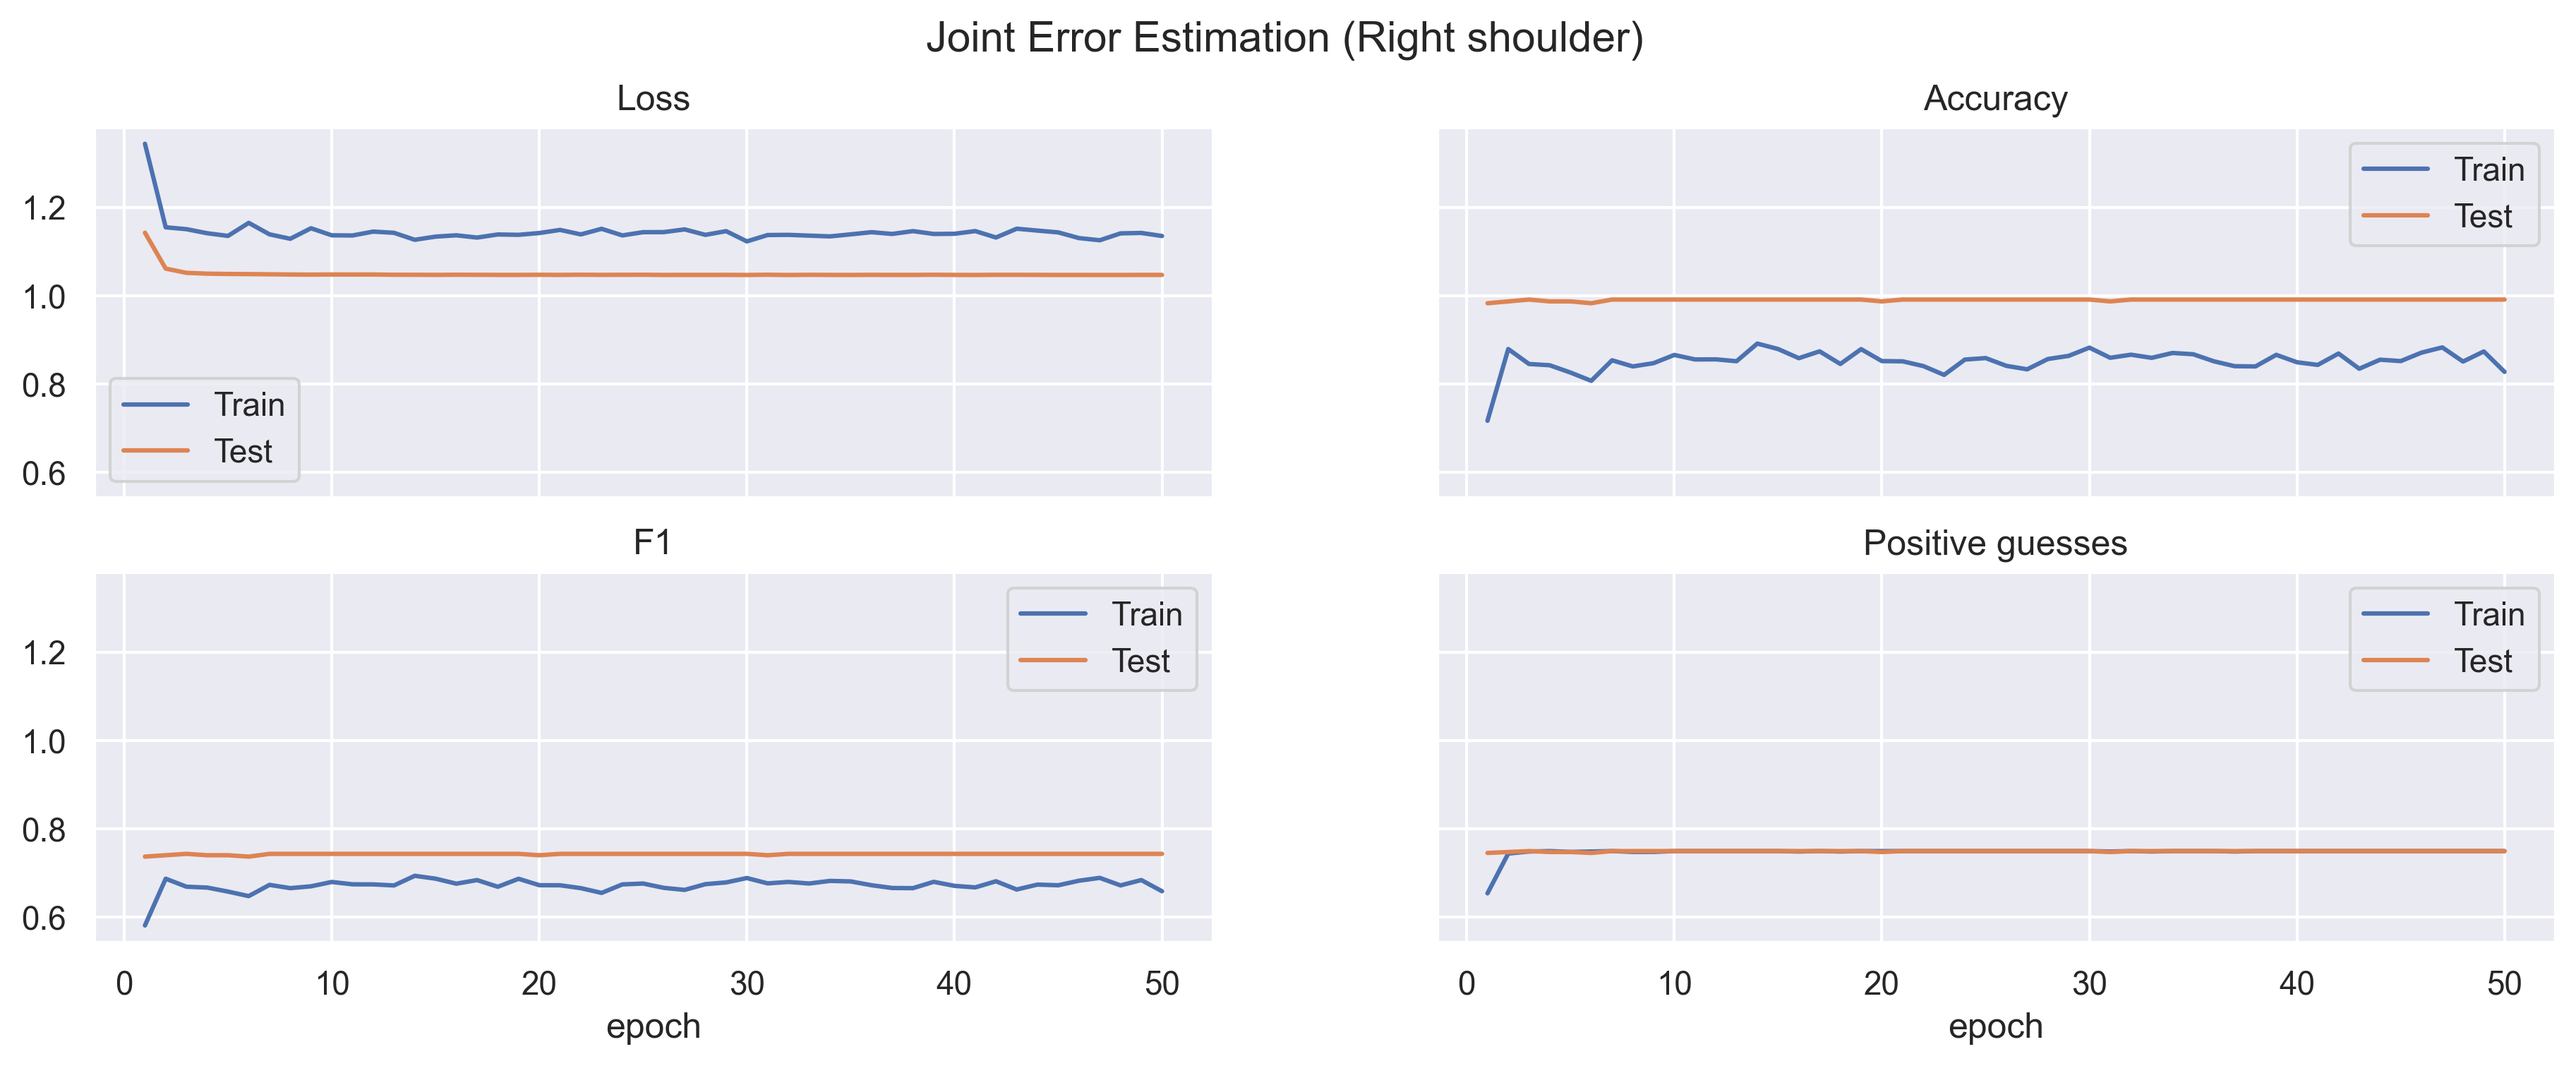 Joint Error Estimation (Right shoulder)
Loss
1.2
1.0
0.8
0.6
Train
Test
Accuracy
Train
Test
F1
1.2
1.0
0.8
0.6
Train
Test
0 10 20 30 40 50
epoch
Positive guesses
Train
Test
0 10 20 30 40 50
epoch